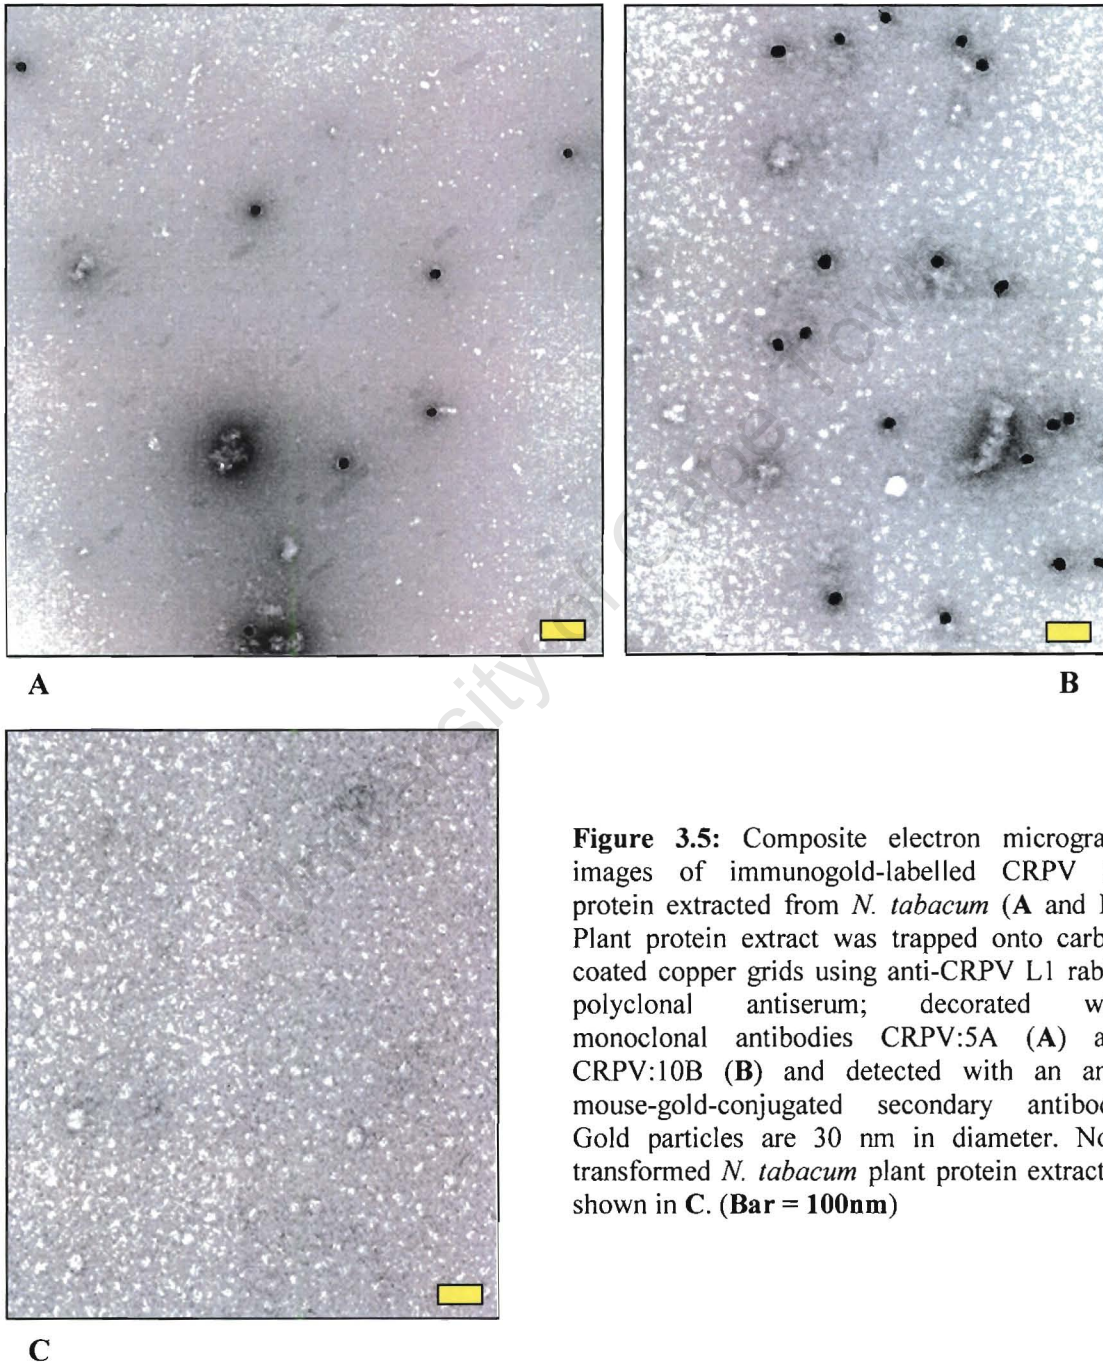 A
B
C
Figure 3.5: Composite electron microgra
images of immunogold-labelled CRPV
protein extracted from N. tabacum (A and
Plant protein extract was trapped onto carb
coated copper grids using anti-CRPV L1 rab
polyclonal antiserum; decorated w
monoclonal antibodies CRPV:5A (A) a
CRPV:10B (B) and detected with an an
mouse-gold-conjugated secondary antiboo
Gold particles are 30 nm in diameter. No
transformed N. tabacum plant protein extract
shown in C. (Bar = 100nm)